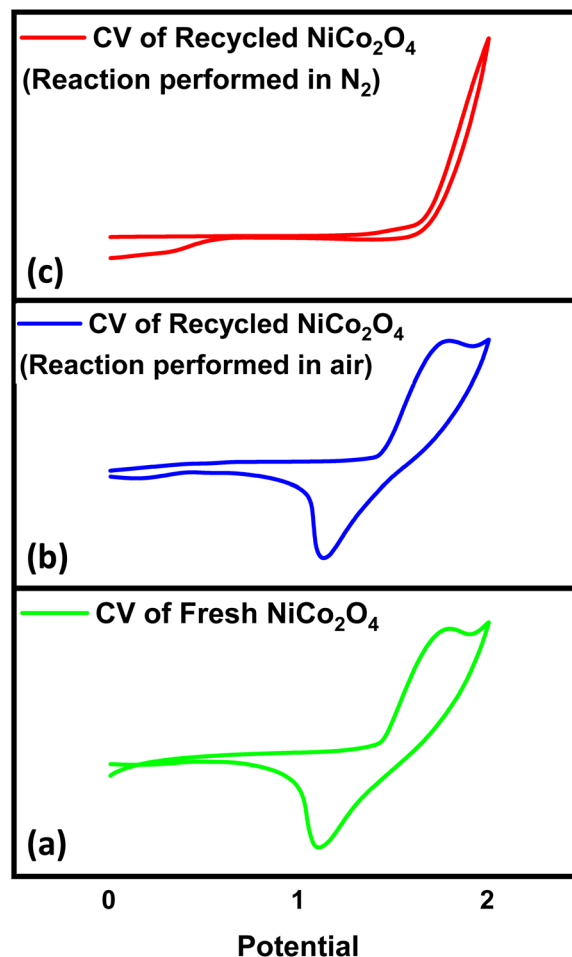 CV of Recycled NiCo₂O₄
(Reaction performed in N₂)
(c)
CV of Recycled NiCo₂O₄
(Reaction performed in air)
(b)
CV of Fresh NiCo₂O₄
(a)
0 1 2
Potential